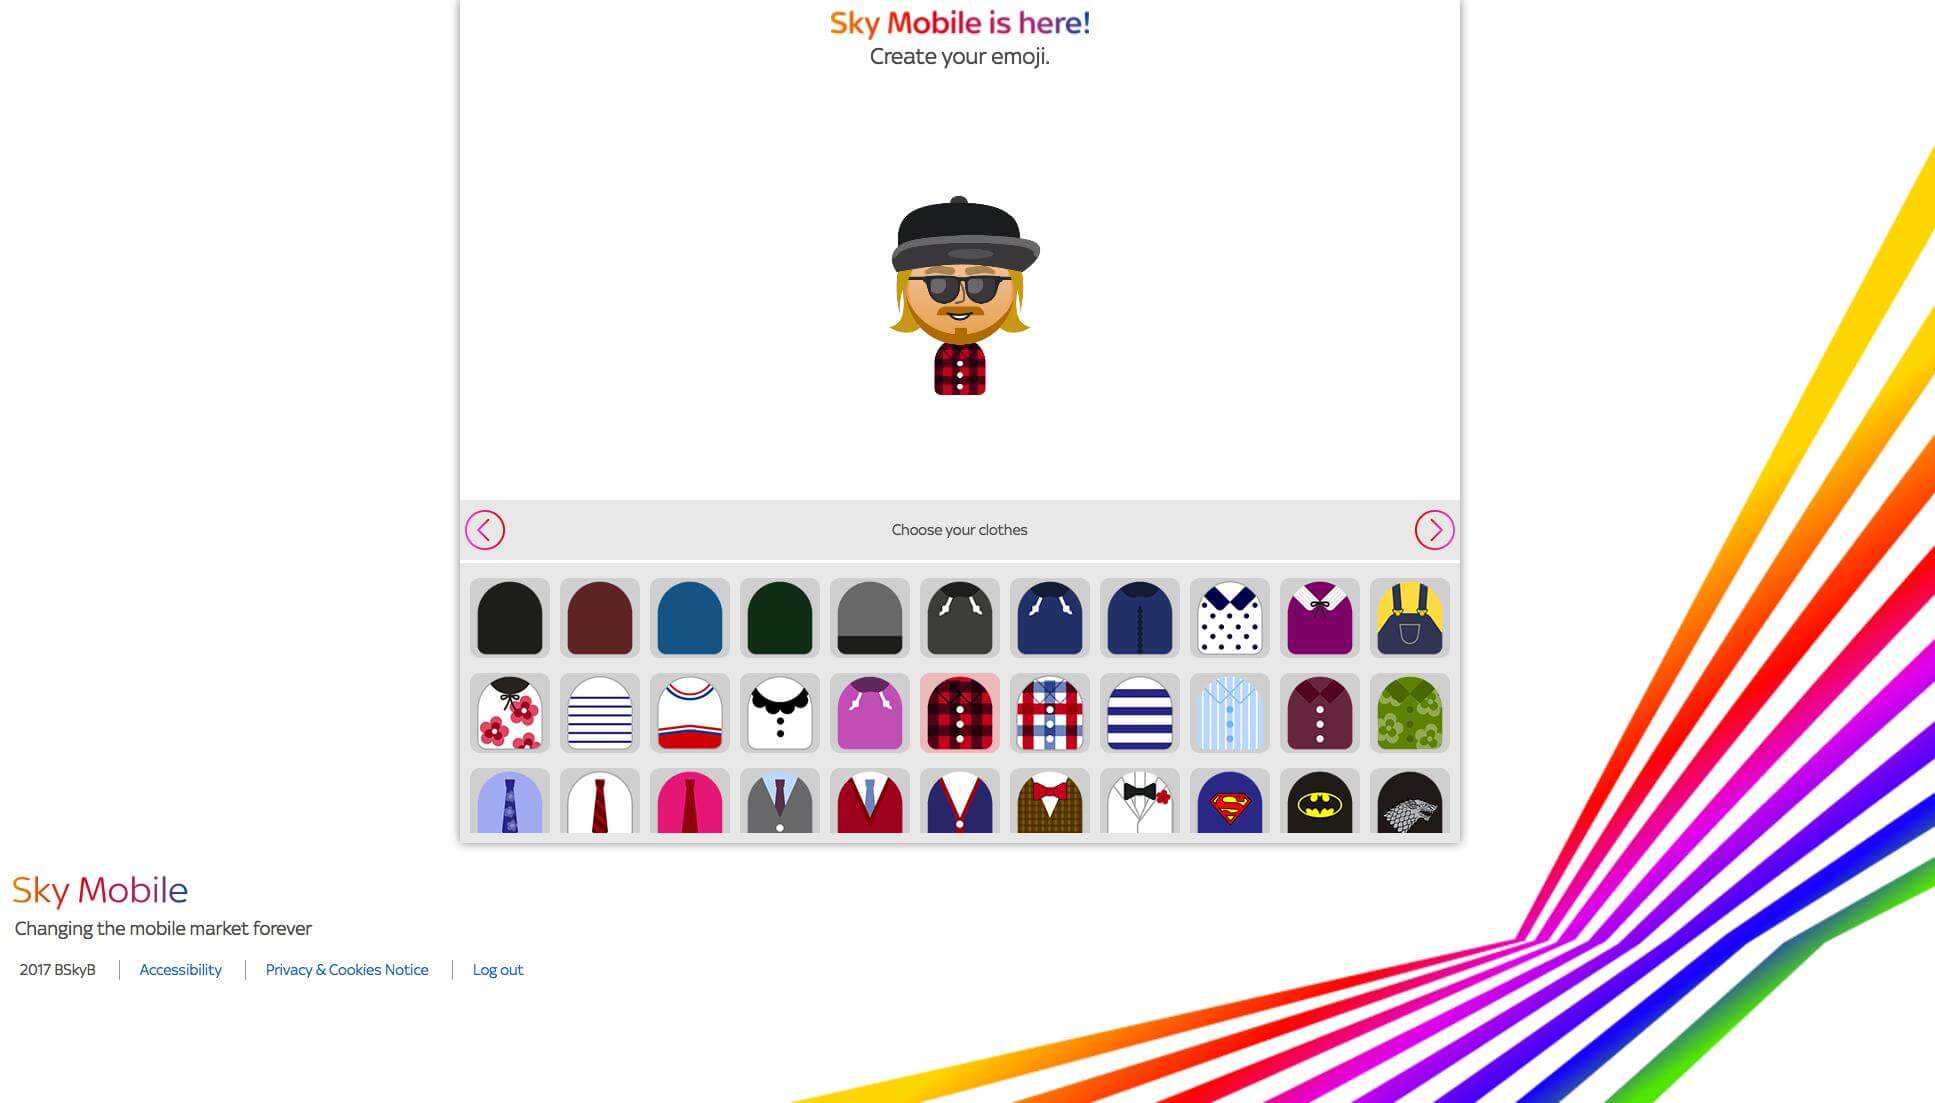 Sky Mobile is here!
Create your emoji.
Choose your clothes
Sky Mobile
Changing the mobile market forever
2017 BSkyB
Accessibility
Privacy & Cookies Notice
Log out